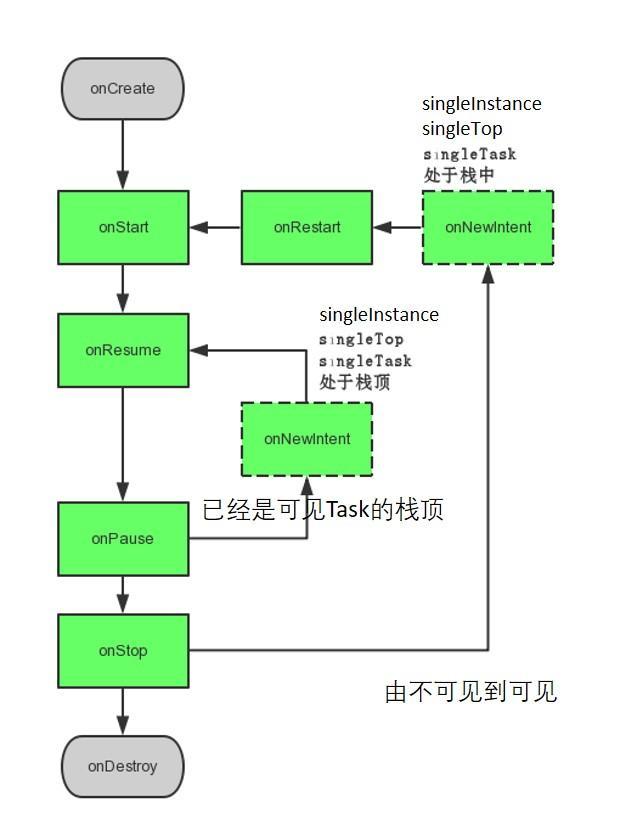 onCreate
singleInstance
singleTop
singleTask
处于栈中
onStart
onRestart
onNewIntent
singleInstance
singleTop
singleTask
处于栈顶
onResume
onNewIntent
已经是可见Task的栈顶
onPause
onStop
由不可见到可见
onDestroy